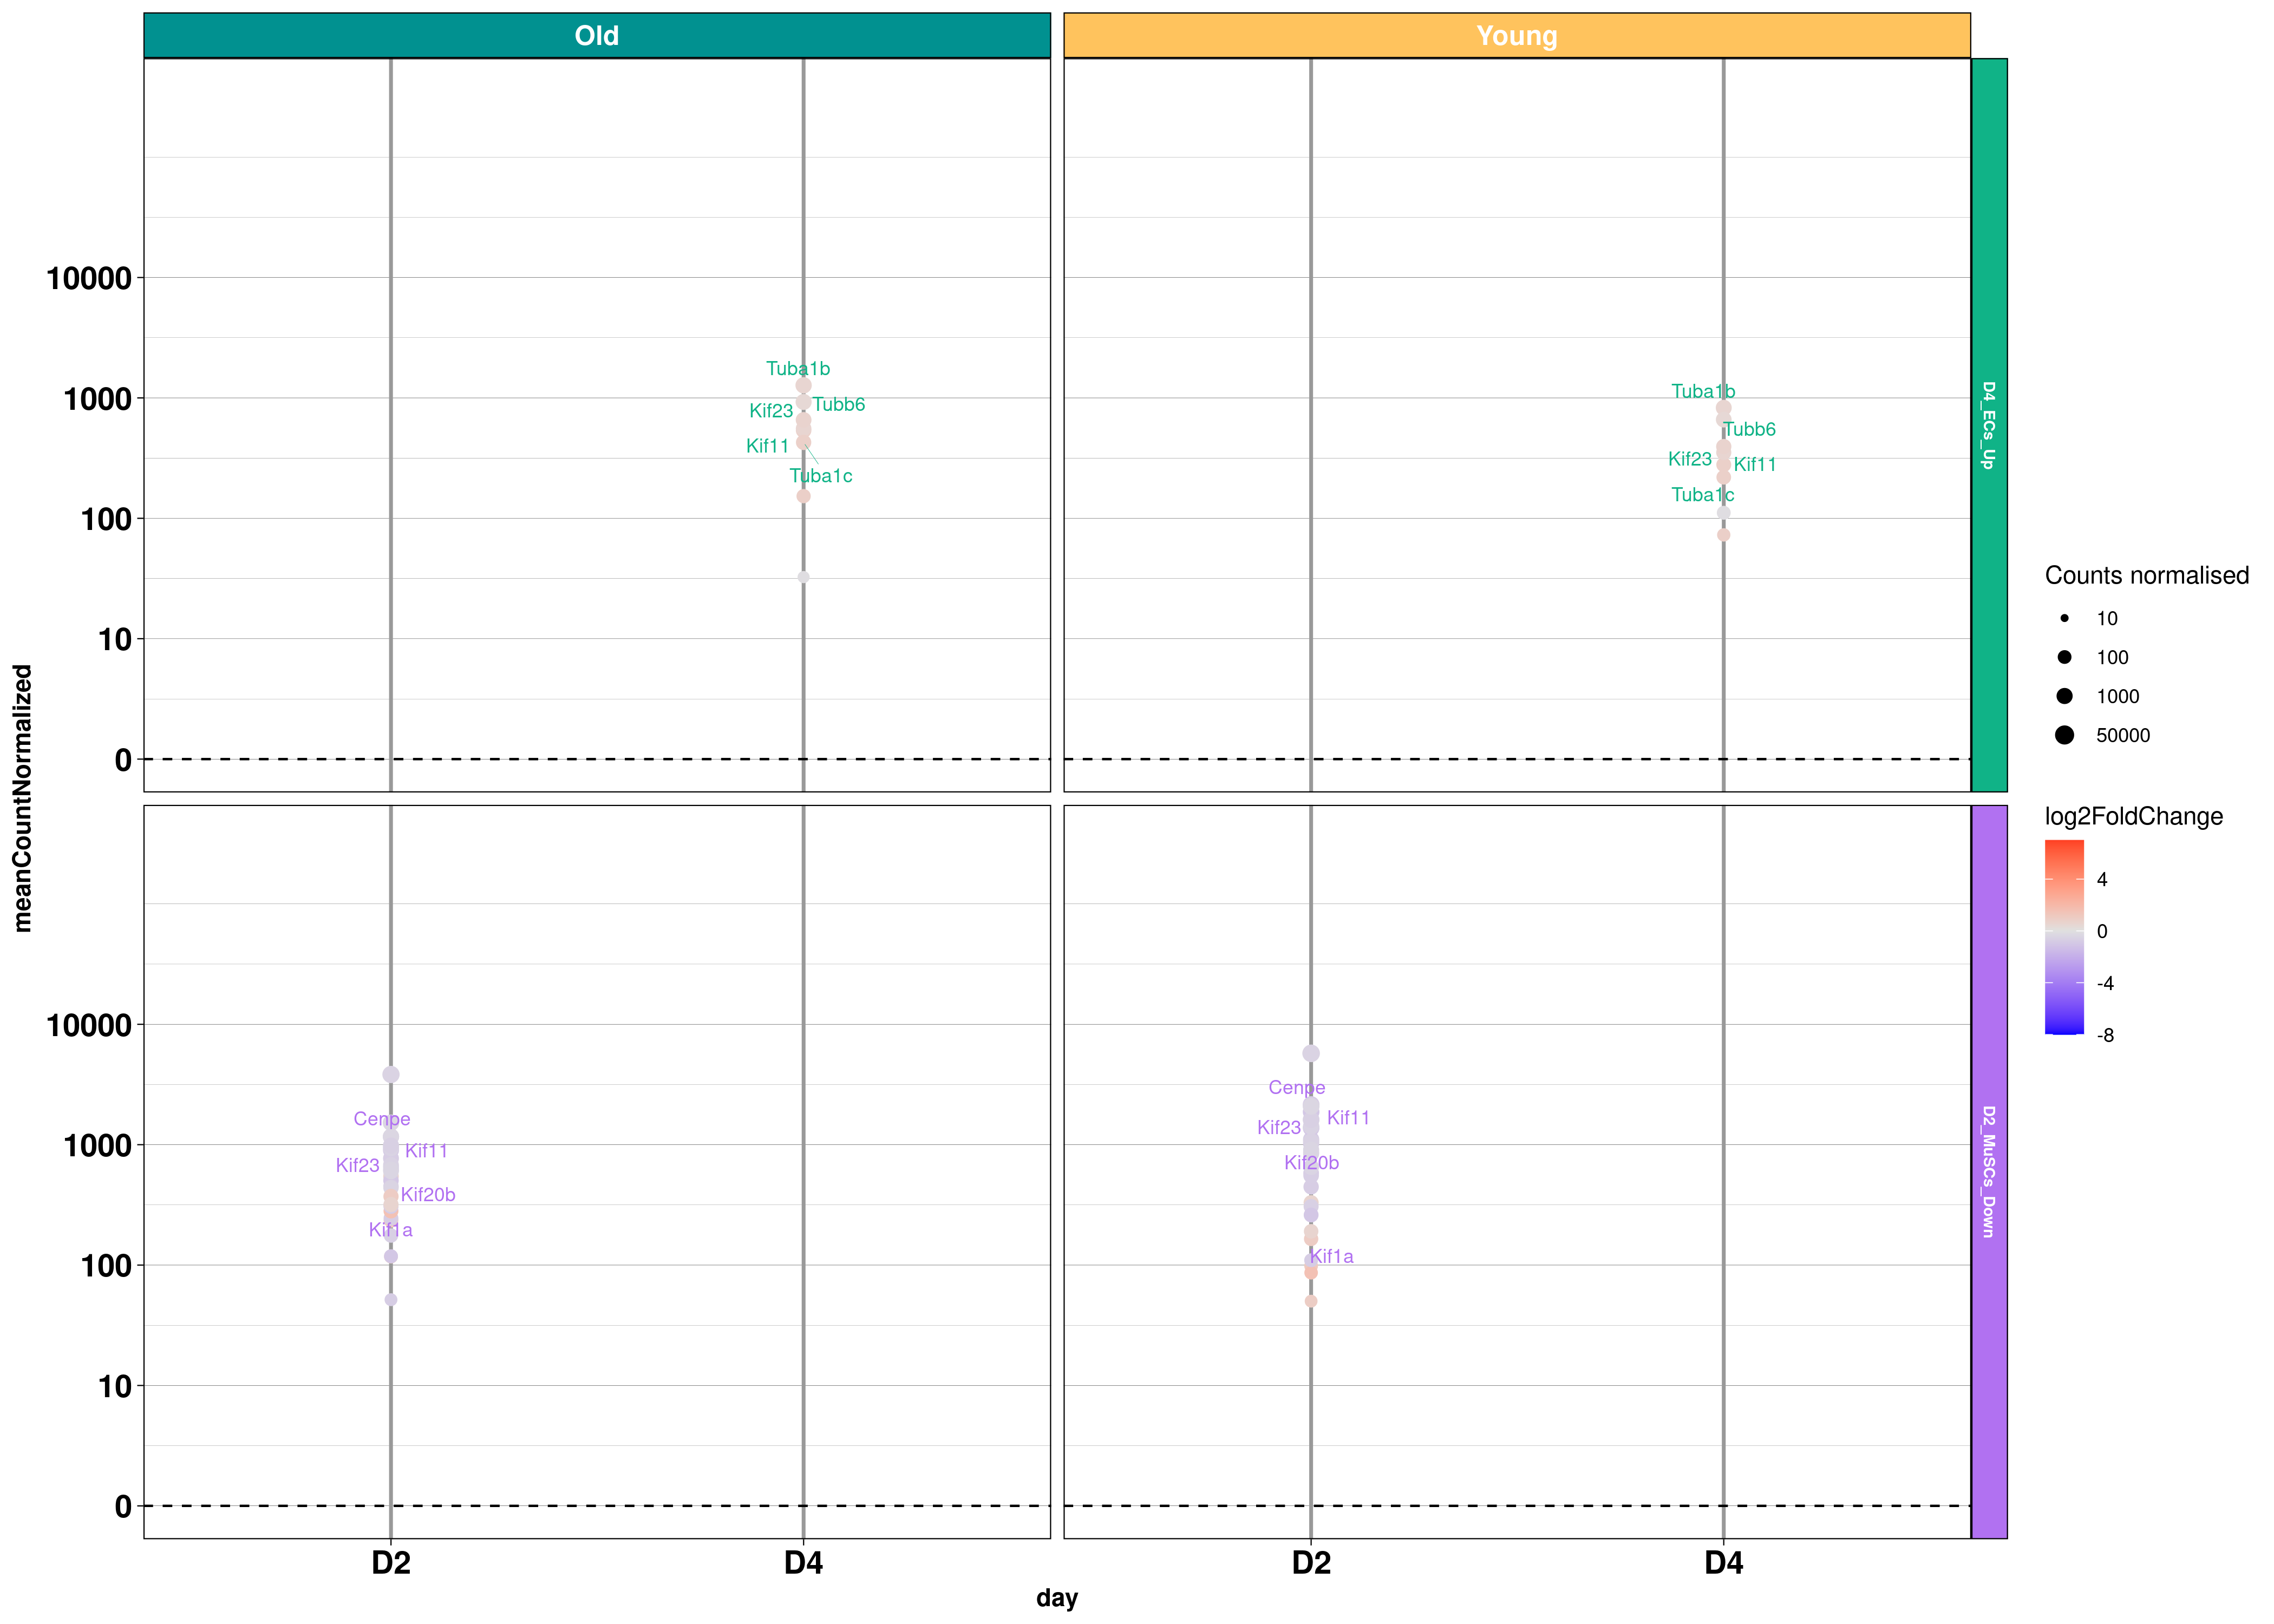 Old
Young
10000
1000
100
10
0
Tuba1b
Tubb6
Kif23
Kif11
Tuba1c
Tuba1b
Tubb6
Kif23
Kif11
Tuba1c
D4_ECs_Up
meanCountNormalized
10000
1000
100
10
0
Cenpe
Kif11
Kif23
Kif20b
Kif1a
Cenpe
Kif11
Kif23
Kif20b
Kif1a
D2_MuSCs_Down
D2
D4
D2
D4
day
Counts normalised
10
100
1000
50000
log2FoldChange
4
0
-4
-8